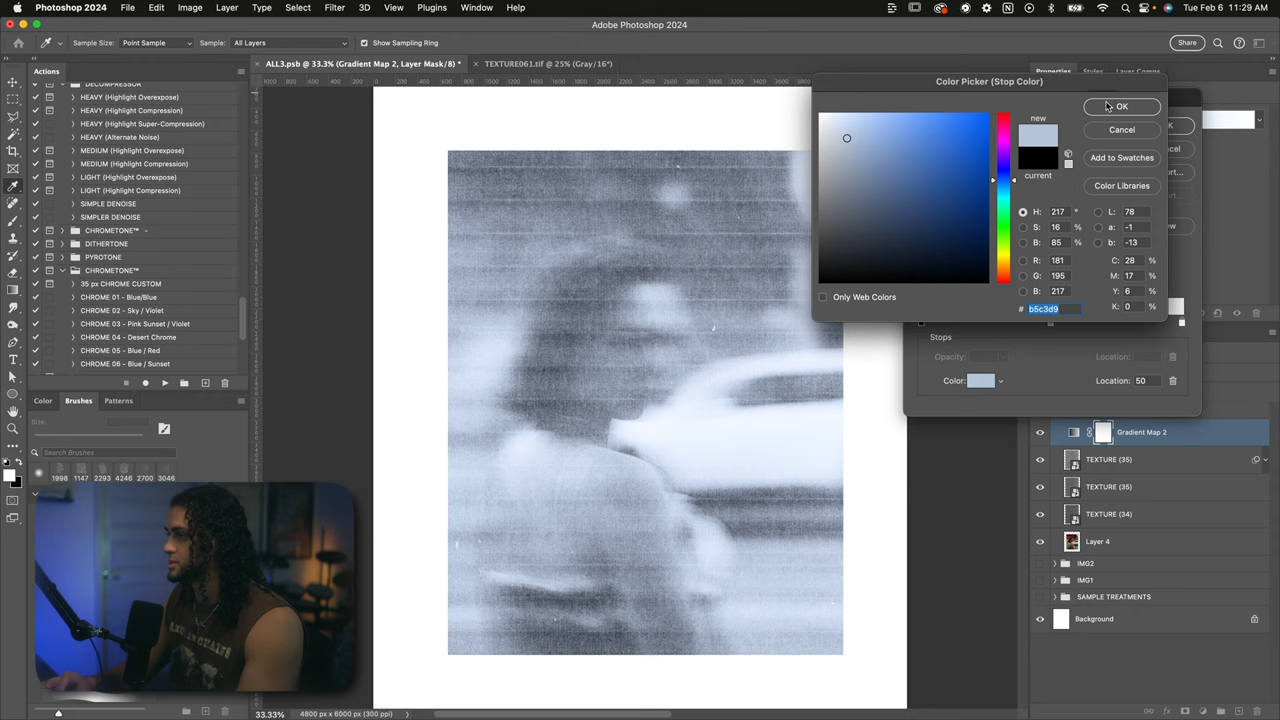 Photoshop 2024 File Edit Image Layer Type Select Filter 3D View Plugins Window Help Tue Feb 6 11:29 AM
Adobe Photoshop 2024
Sample Size: Point Sample Sample: All Layers Show Sampling Ring Share
Actions
ALL3.psb @ 33.3% (Gradient Map 2, Layer Mask/8) *
TEXTURE061.tif @ 25% (Gray/16*)
Properties Styles Layer Comps
Color Picker (Stop Color)
HEAVY (Highlight Overexpose)
HEAVY (Highlight Compression)
HEAVY (Highlight Super-Compression)
HEAVY (Alternate Noise)
MEDIUM (Highlight Overexpose)
MEDIUM (Highlight Compression)
LIGHT (Highlight Overexpose)
LIGHT (Highlight Compression)
SIMPLE DENOISE
SIMPLER DENOISE
CHROMETONE™
DITHERTONE
PYROTONE
CHROMETONE™
35 px CHROME CUSTOM
CHROME 01 - Blue/Blue
CHROME 02 - Sky / Violet
CHROME 03 - Pink Sunset / Violet
CHROME 04 - Desert Chrome
CHROME 05 - Blue / Red
CHROME 06 - Blue / Sunset
Color Brushes Patterns
Size:
Search Brushes
1998 1147 2293 4246 2700 3046
new
current
OK
Cancel
Add to Swatches
Color Libraries
H: 217 °
S: 16 %
B: 85 %
R: 181
G: 195
B: 217
L: 78
a: -1
b: -13
C: 28 %
M: 17 %
Y: 6 %
K: 0 %
Only Web Colors
# b5c3d9
Stops
Opacity: Location:
Color: Location: 50
Gradient Map 2
TEXTURE (35)
TEXTURE (35)
TEXTURE (34)
Layer 4
IMG2
IMG1
SAMPLE TREATMENTS
Background
33.33% 4800 px x 6000 px (300 ppi)